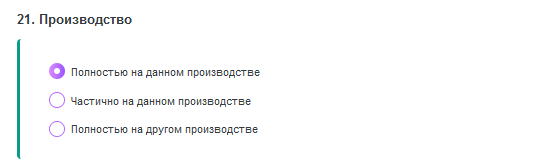 21. Производство
Полностью на данном производстве
Частично на данном производстве
Полностью на другом производстве